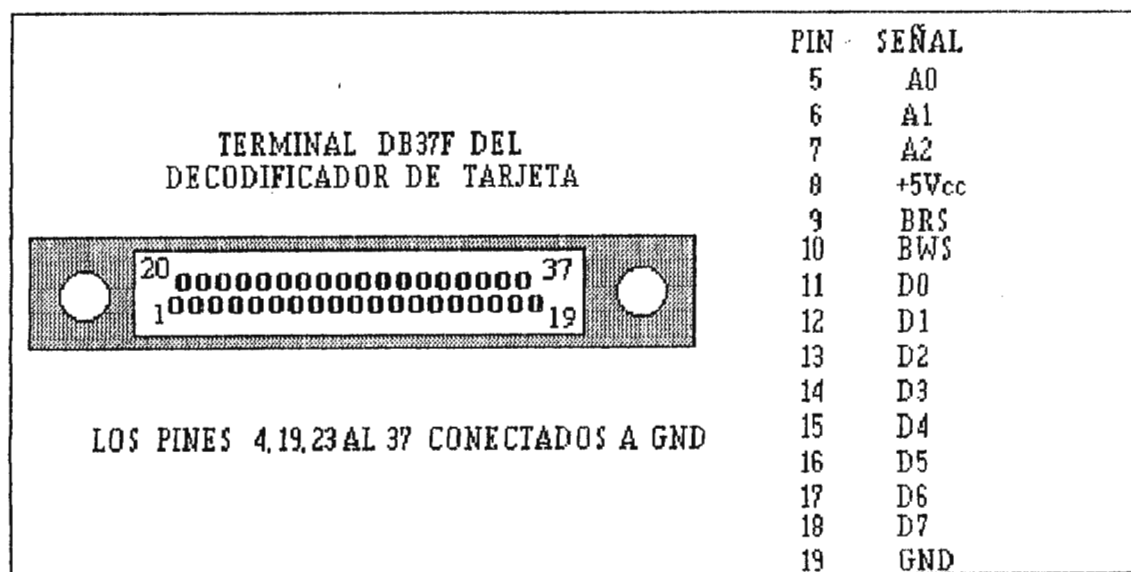 TERMINAL DB37F DEL
DECODIFICADOR DE TARJETA
20 0000000000000000000 37
1 0000000000000000000 19
LOS PINES 4, 19, 23 AL 37 CONECTADOS A GND
PIN SEÑAL
5 A0
6 A1
7 A2
8 +5Vcc
9 BRS
10 BWS
11 D0
12 D1
13 D2
14 D3
15 D4
16 D5
17 D6
18 D7
19 GND